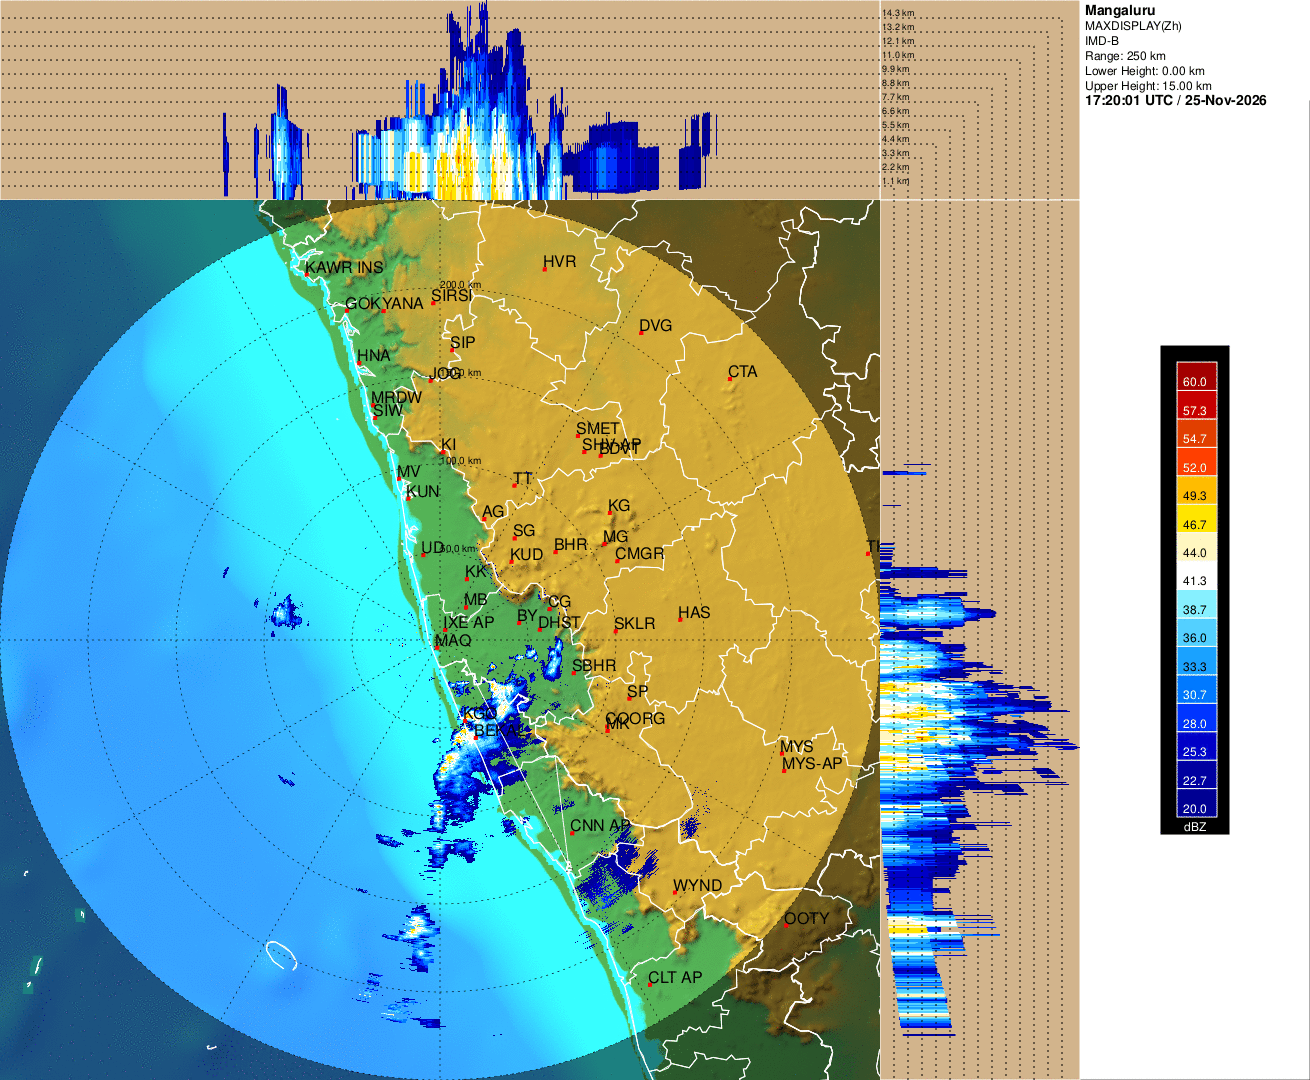 Mangaluru
MAXDISPLAY(Zh)
IMD-B
Range: 250 km
Lower Height: 0.00 km
Upper Height: 15.00 km
17:20:01 UTC / 25-Nov-2026
14.3 km
13.2 km
12.1 km
11.0 km
9.9 km
8.8 km
7.7 km
6.6 km
5.5 km
4.4 km
3.3 km
2.2 km
1.1 km
HVR
KAWR INS
200.0 km
SIRSI
GOKYANA
DVG
SIP
HNA
CTA
JOG
MRDW
SIW
SMET
KI
SHV-AP
BDVT
100.0 km
MV
TT
KUN
KG
AG
SG
MG
UD
50.0 km
BHR
KUD
CMGR
KK
MB
CG
HAS
BY
IXE AP
DHST
SKLR
MAQ
SBHR
SP
KGD
COORG
MK
MYS
MYS-AP
CNN AP
WYND
OOTY
CLT AP
60.0
57.3
54.7
52.0
49.3
46.7
44.0
41.3
38.7
36.0
33.3
30.7
28.0
25.3
22.7
20.0
dBZ